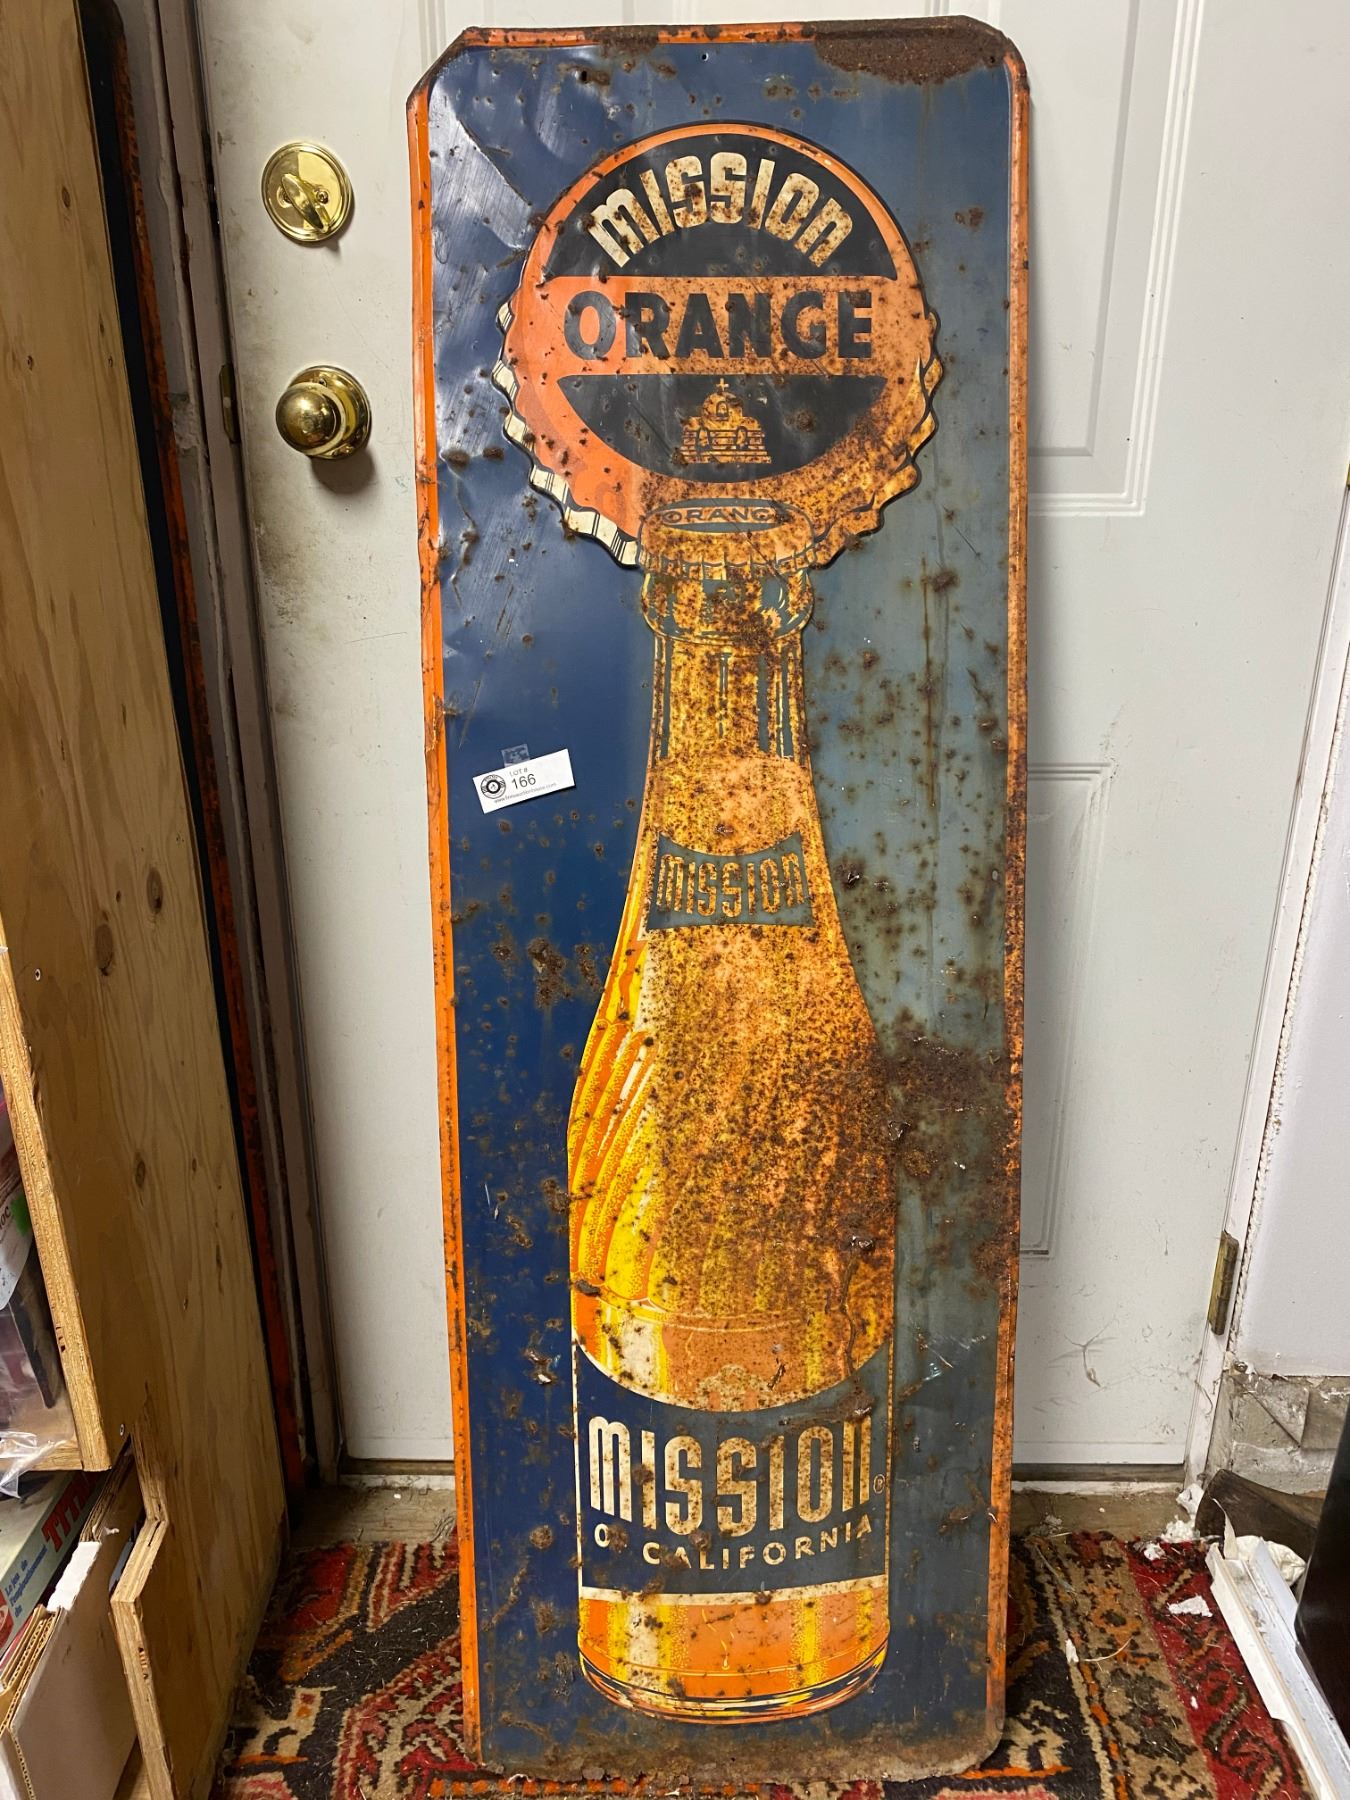 MISSION
ORANGE
ORANGE
LOT #
166
MISSION
MISSION ®
OF CALIFORNIA